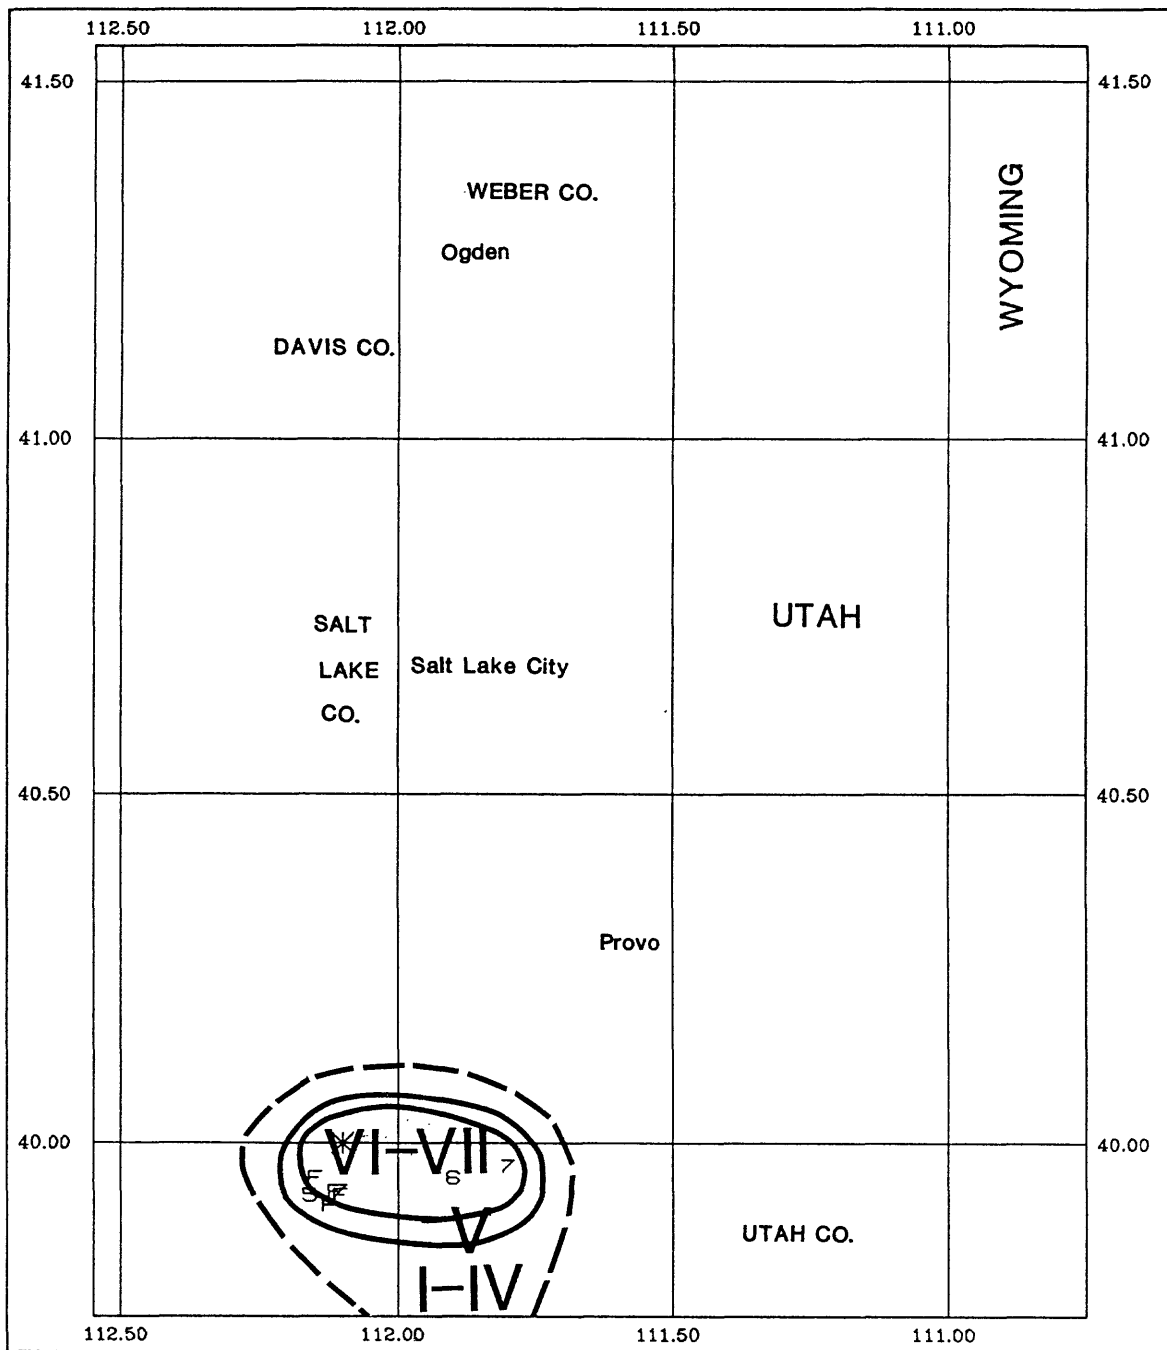 112.50 112.00 111.50 111.00
41.50 41.50
WYOMING
WEBER CO.
Ogden
DAVIS CO.
41.00 41.00
SALT
LAKE
CO.
Salt Lake City
UTAH
40.50 40.50
Provo
40.00 40.00
VI–VII
7
6
F
5
V
UTAH CO.
I–IV
112.50 112.00 111.50 111.00